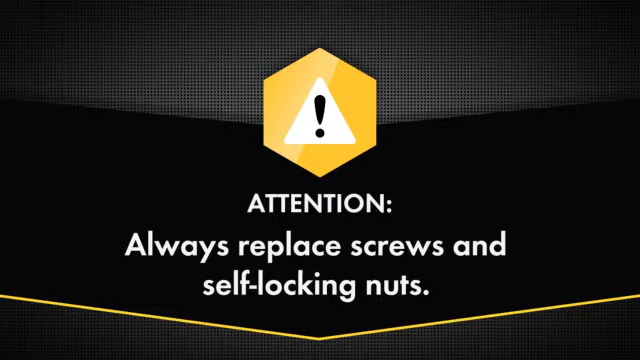 ATTENTION:
Always replace screws and
self-locking nuts.